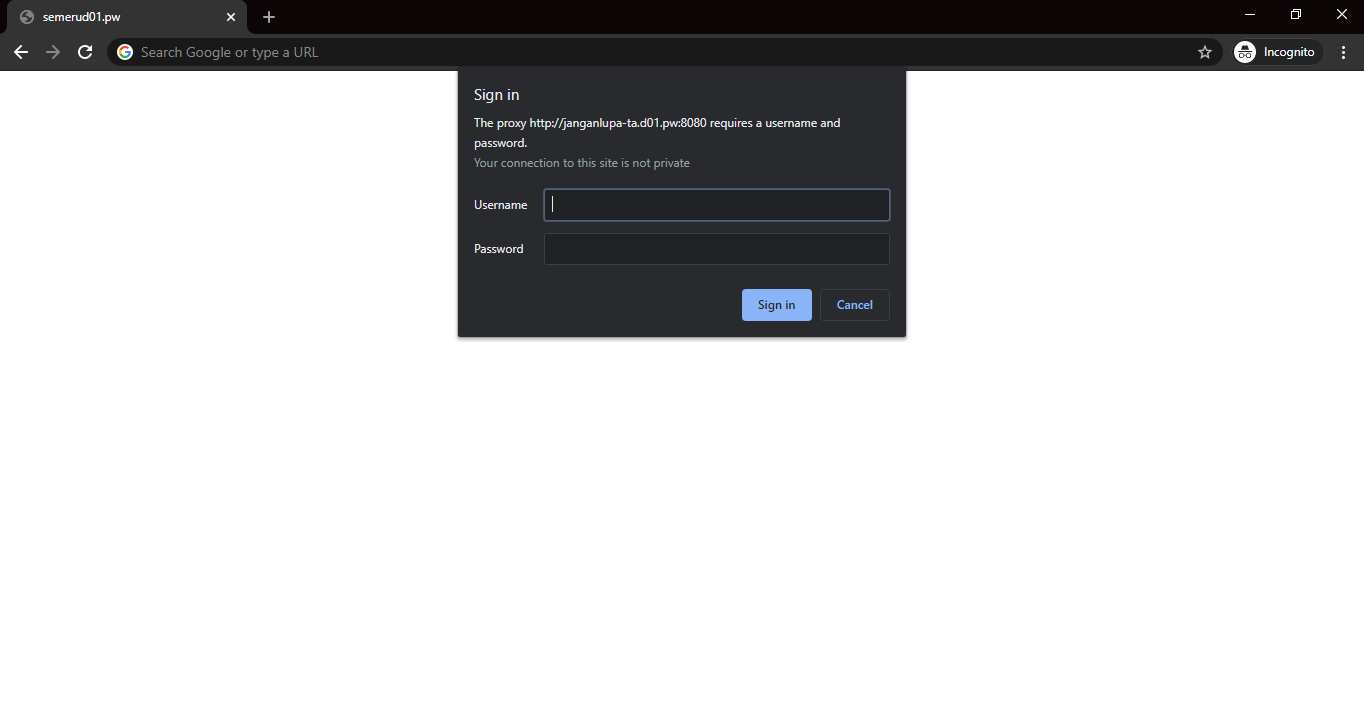 semerud01.pw
Search Google or type a URL
Incognito
Sign in
The proxy http://janganlupa-ta.d01.pw:8080 requires a username and
password.
Your connection to this site is not private
Username
Password
Sign in
Cancel